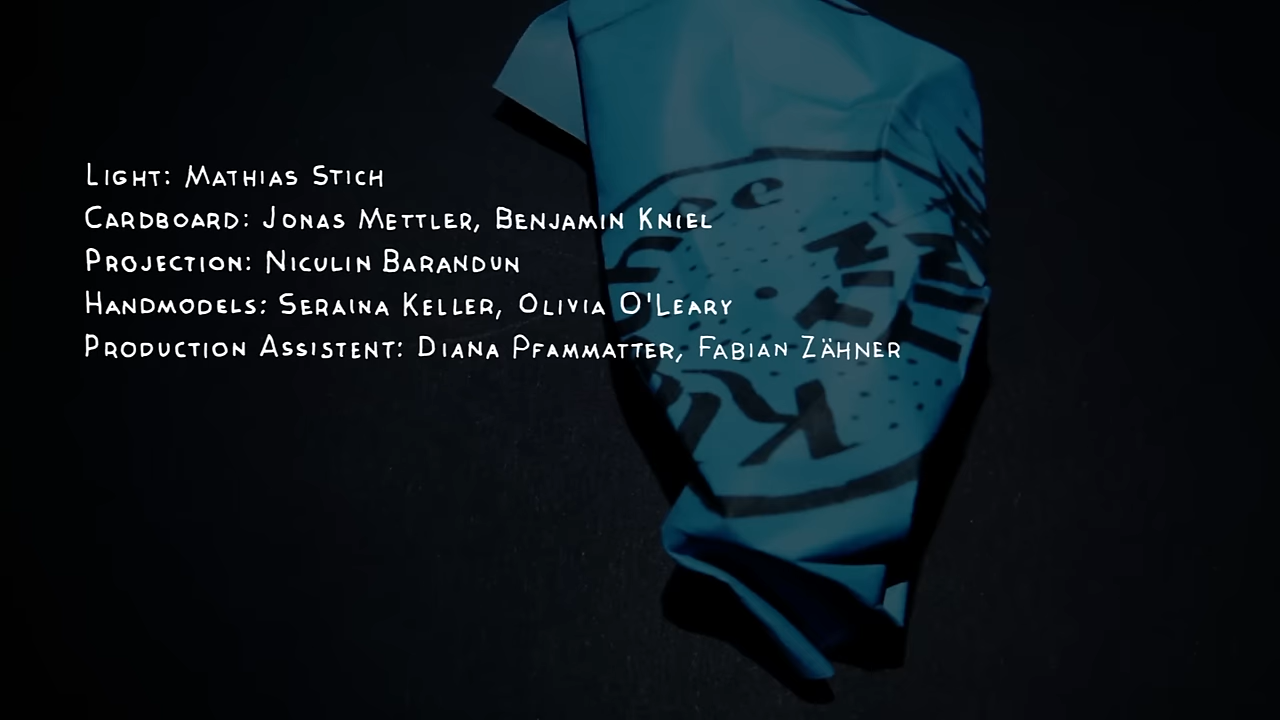 Light: Mathias Stich
Cardboard: Jonas Mettler, Benjamin Kniel
Projection: Niculin Barandun
Handmodels: Seraina Keller, Olivia O'Leary
Production Assistent: Diana Pfammatter, Fabian Zähner